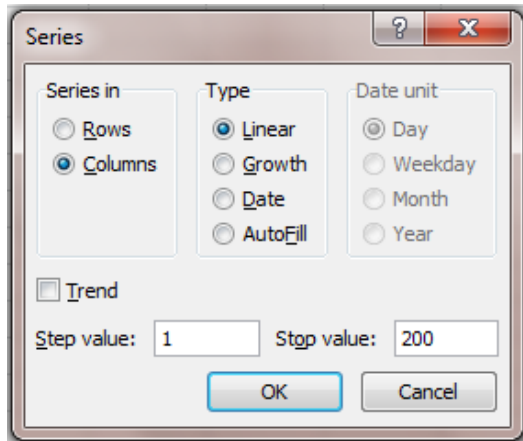 Series
Series in
Rows
Columns
Type
Linear
Growth
Date
AutoFill
Date unit
Day
Weekday
Month
Year
Trend
Step value: 1
Stop value: 200
OK
Cancel